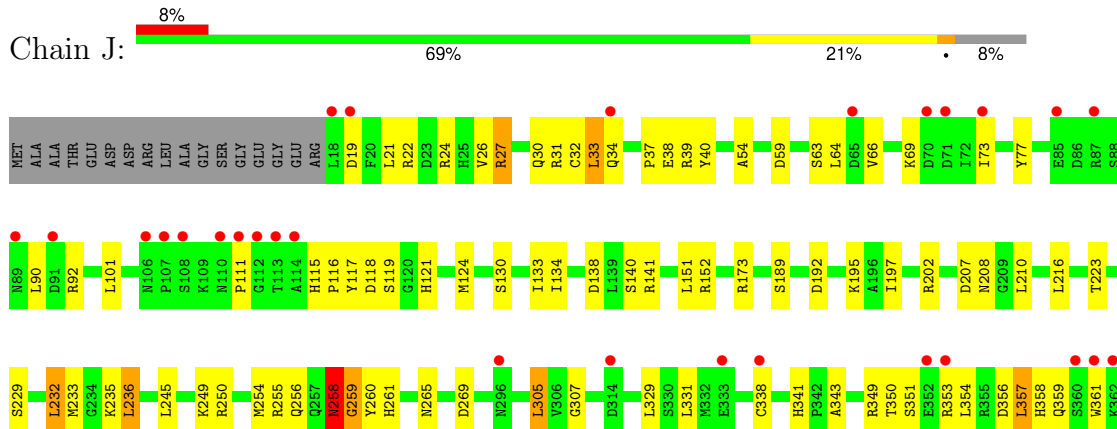 8%
Chain J:
69% 21% • 8%
MET ALA ALA THR GLU ASP ASP ARG LEU ALA GLY SER GLY GLU GLY GLU ARG L18 D19 F20 L21 R22 D23 R24 H25 V26 R27 Q30 R31 C32 L33 Q34 P37 E38 R39 Y40 A54 D59 S63 L64 D65 V66 K69 D70 D71 I72 I73 Y77 E85 D86 R87 S88
N89 L90 D91 R92 L101 N106 P107 S108 K109 N110 P111 G112 T113 A114 H115 P116 Y117 D118 S119 G120 H121 M124 S130 I133 I134 D138 L139 S140 R141 L151 R152 R173 S189 D192 K195 A196 I197 R202 D207 N208 G209 L210 L216 T223
S229 L232 M233 G234 K235 L236 L245 K249 R250 M254 R255 Q256 Q257 N258 G259 Y260 H261 N265 D269 N296 L305 V306 G307 D314 L329 S330 L331 M332 E333 C338 H341 P342 A343 R349 T350 S351 E352 R353 L354 R355 D356 L357 H358 Q359 S360 W361 K362